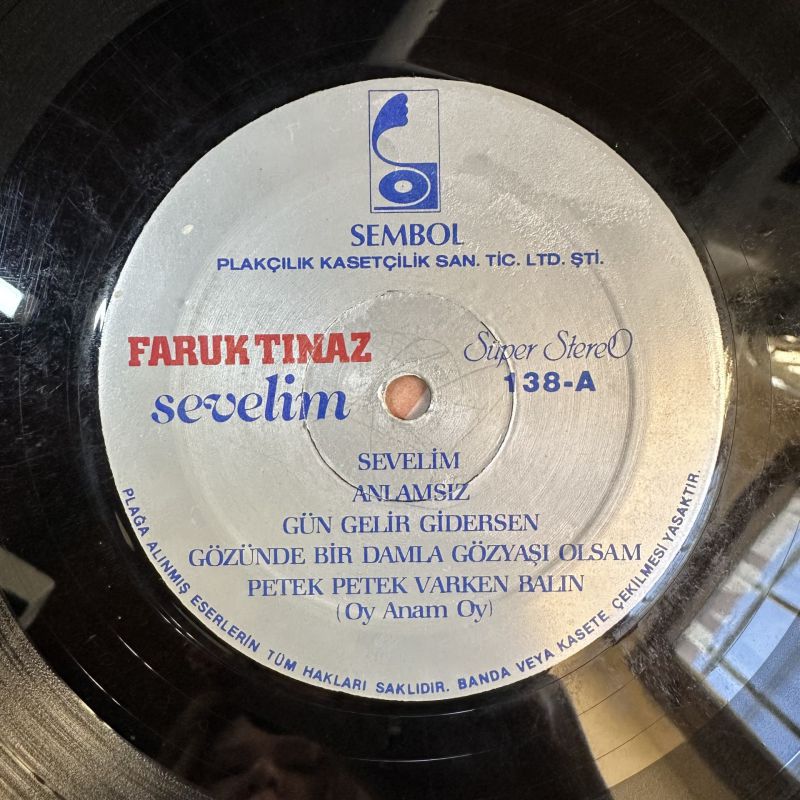 SEMBOL
PLAKÇILIK KASETÇİLİK SAN. TİC. LTD. ŞTİ.
FARUK TINAZ
sevelim
Süper Stereo
138-A
SEVELİM
ANLAMSIZ
GÜN GELİR GİDERSEN
GÖZÜNDE BİR DAMLA GÖZYAŞI OLSAM
PETEK PETEK VARKEN BALIN
(Oy Anam Oy)
PLAĞA ALINMIŞ ESERLERİN TÜM HAKLARI SAKLIDIR. BANDA VEYA KASETE ÇEKİLMESİ YASAKTIR.